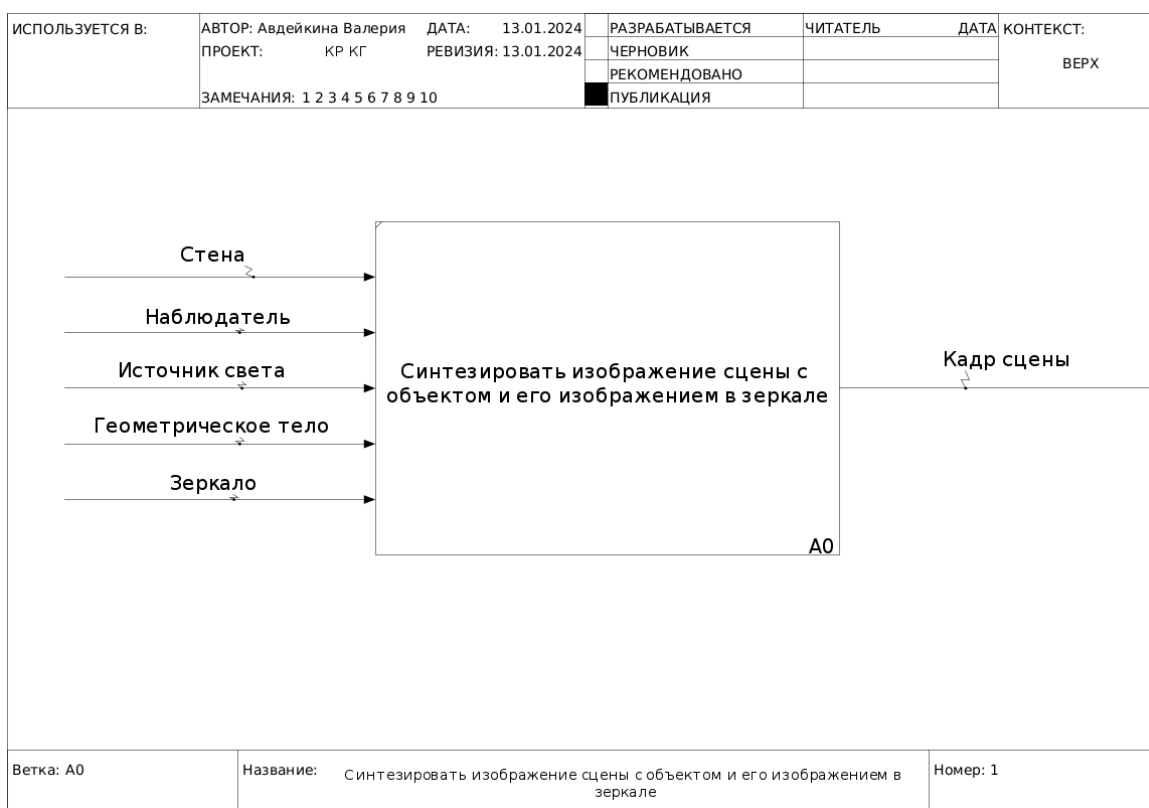 ИСПОЛЬЗУЕТСЯ В:
АВТОР: Авдейкина Валерия ДАТА: 13.01.2024
ПРОЕКТ: КР КГ РЕВИЗИЯ: 13.01.2024
ЗАМЕЧАНИЯ: 1 2 3 4 5 6 7 8 9 10
РАЗРАБАТЫВАЕТСЯ
ЧЕРНОВИК
РЕКОМЕНДОВАНО
ПУБЛИКАЦИЯ
ЧИТАТЕЛЬ ДАТА
КОНТЕКСТ:
ВЕРХ
Стена
Наблюдатель
Источник света
Геометрическое тело
Зеркало
Синтезировать изображение сцены с
объектом и его изображением в зеркале
A0
Кадр сцены
Ветка: A0
Название:
Синтезировать изображение сцены с объектом и его изображением в
зеркале
Номер: 1